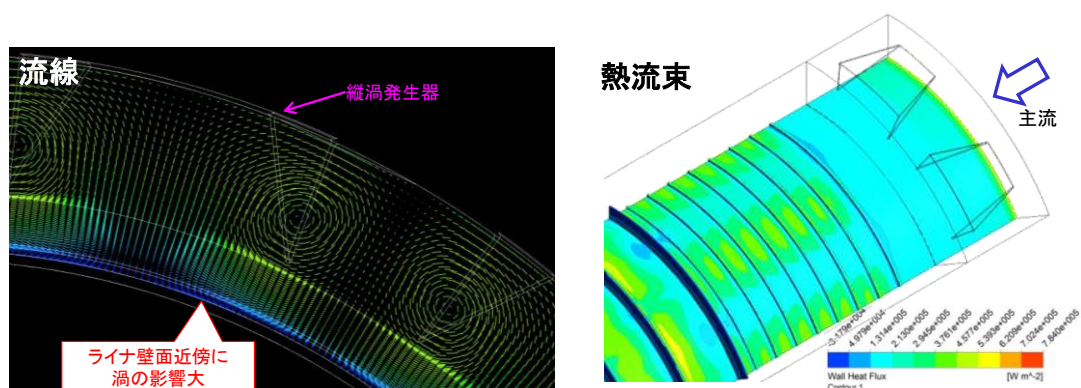 流線
縦渦発生器
ライナ壁面近傍に
渦の影響大
熱流束
主流
-3.179e+004
4.979e+004
1.314e+005
2.130e+005
2.945e+005
3.761e+005
4.577e+005
5.393e+005
6.209e+005
7.024e+005
7.840e+005
Wall Heat Flux
[W m^-2]
Contour 1